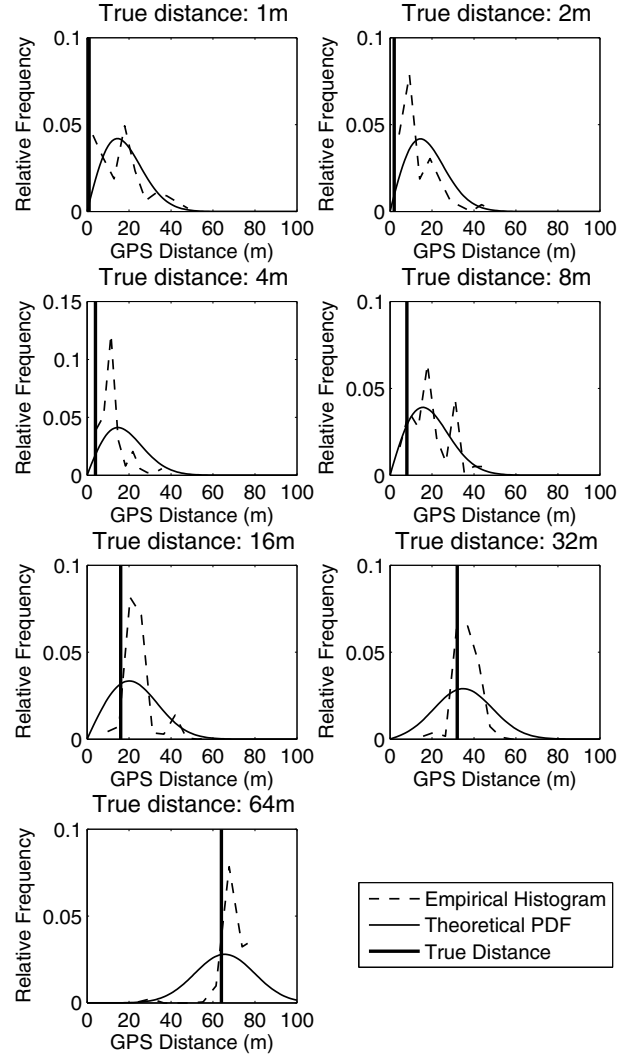 True distance: 1m
0.1
0.05
0
Relative Frequency
0 20 40 60 80 100
GPS Distance (m)
True distance: 2m
0.1
0.05
0
Relative Frequency
0 20 40 60 80 100
GPS Distance (m)
True distance: 4m
0.15
0.1
0.05
0
Relative Frequency
0 20 40 60 80 100
GPS Distance (m)
True distance: 8m
0.1
0.05
0
Relative Frequency
0 20 40 60 80 100
GPS Distance (m)
True distance: 16m
0.1
0.05
0
Relative Frequency
0 20 40 60 80 100
GPS Distance (m)
True distance: 32m
0.1
0.05
0
Relative Frequency
0 20 40 60 80 100
GPS Distance (m)
True distance: 64m
0.1
0.05
0
Relative Frequency
0 20 40 60 80 100
GPS Distance (m)
Empirical Histogram
Theoretical PDF
True Distance